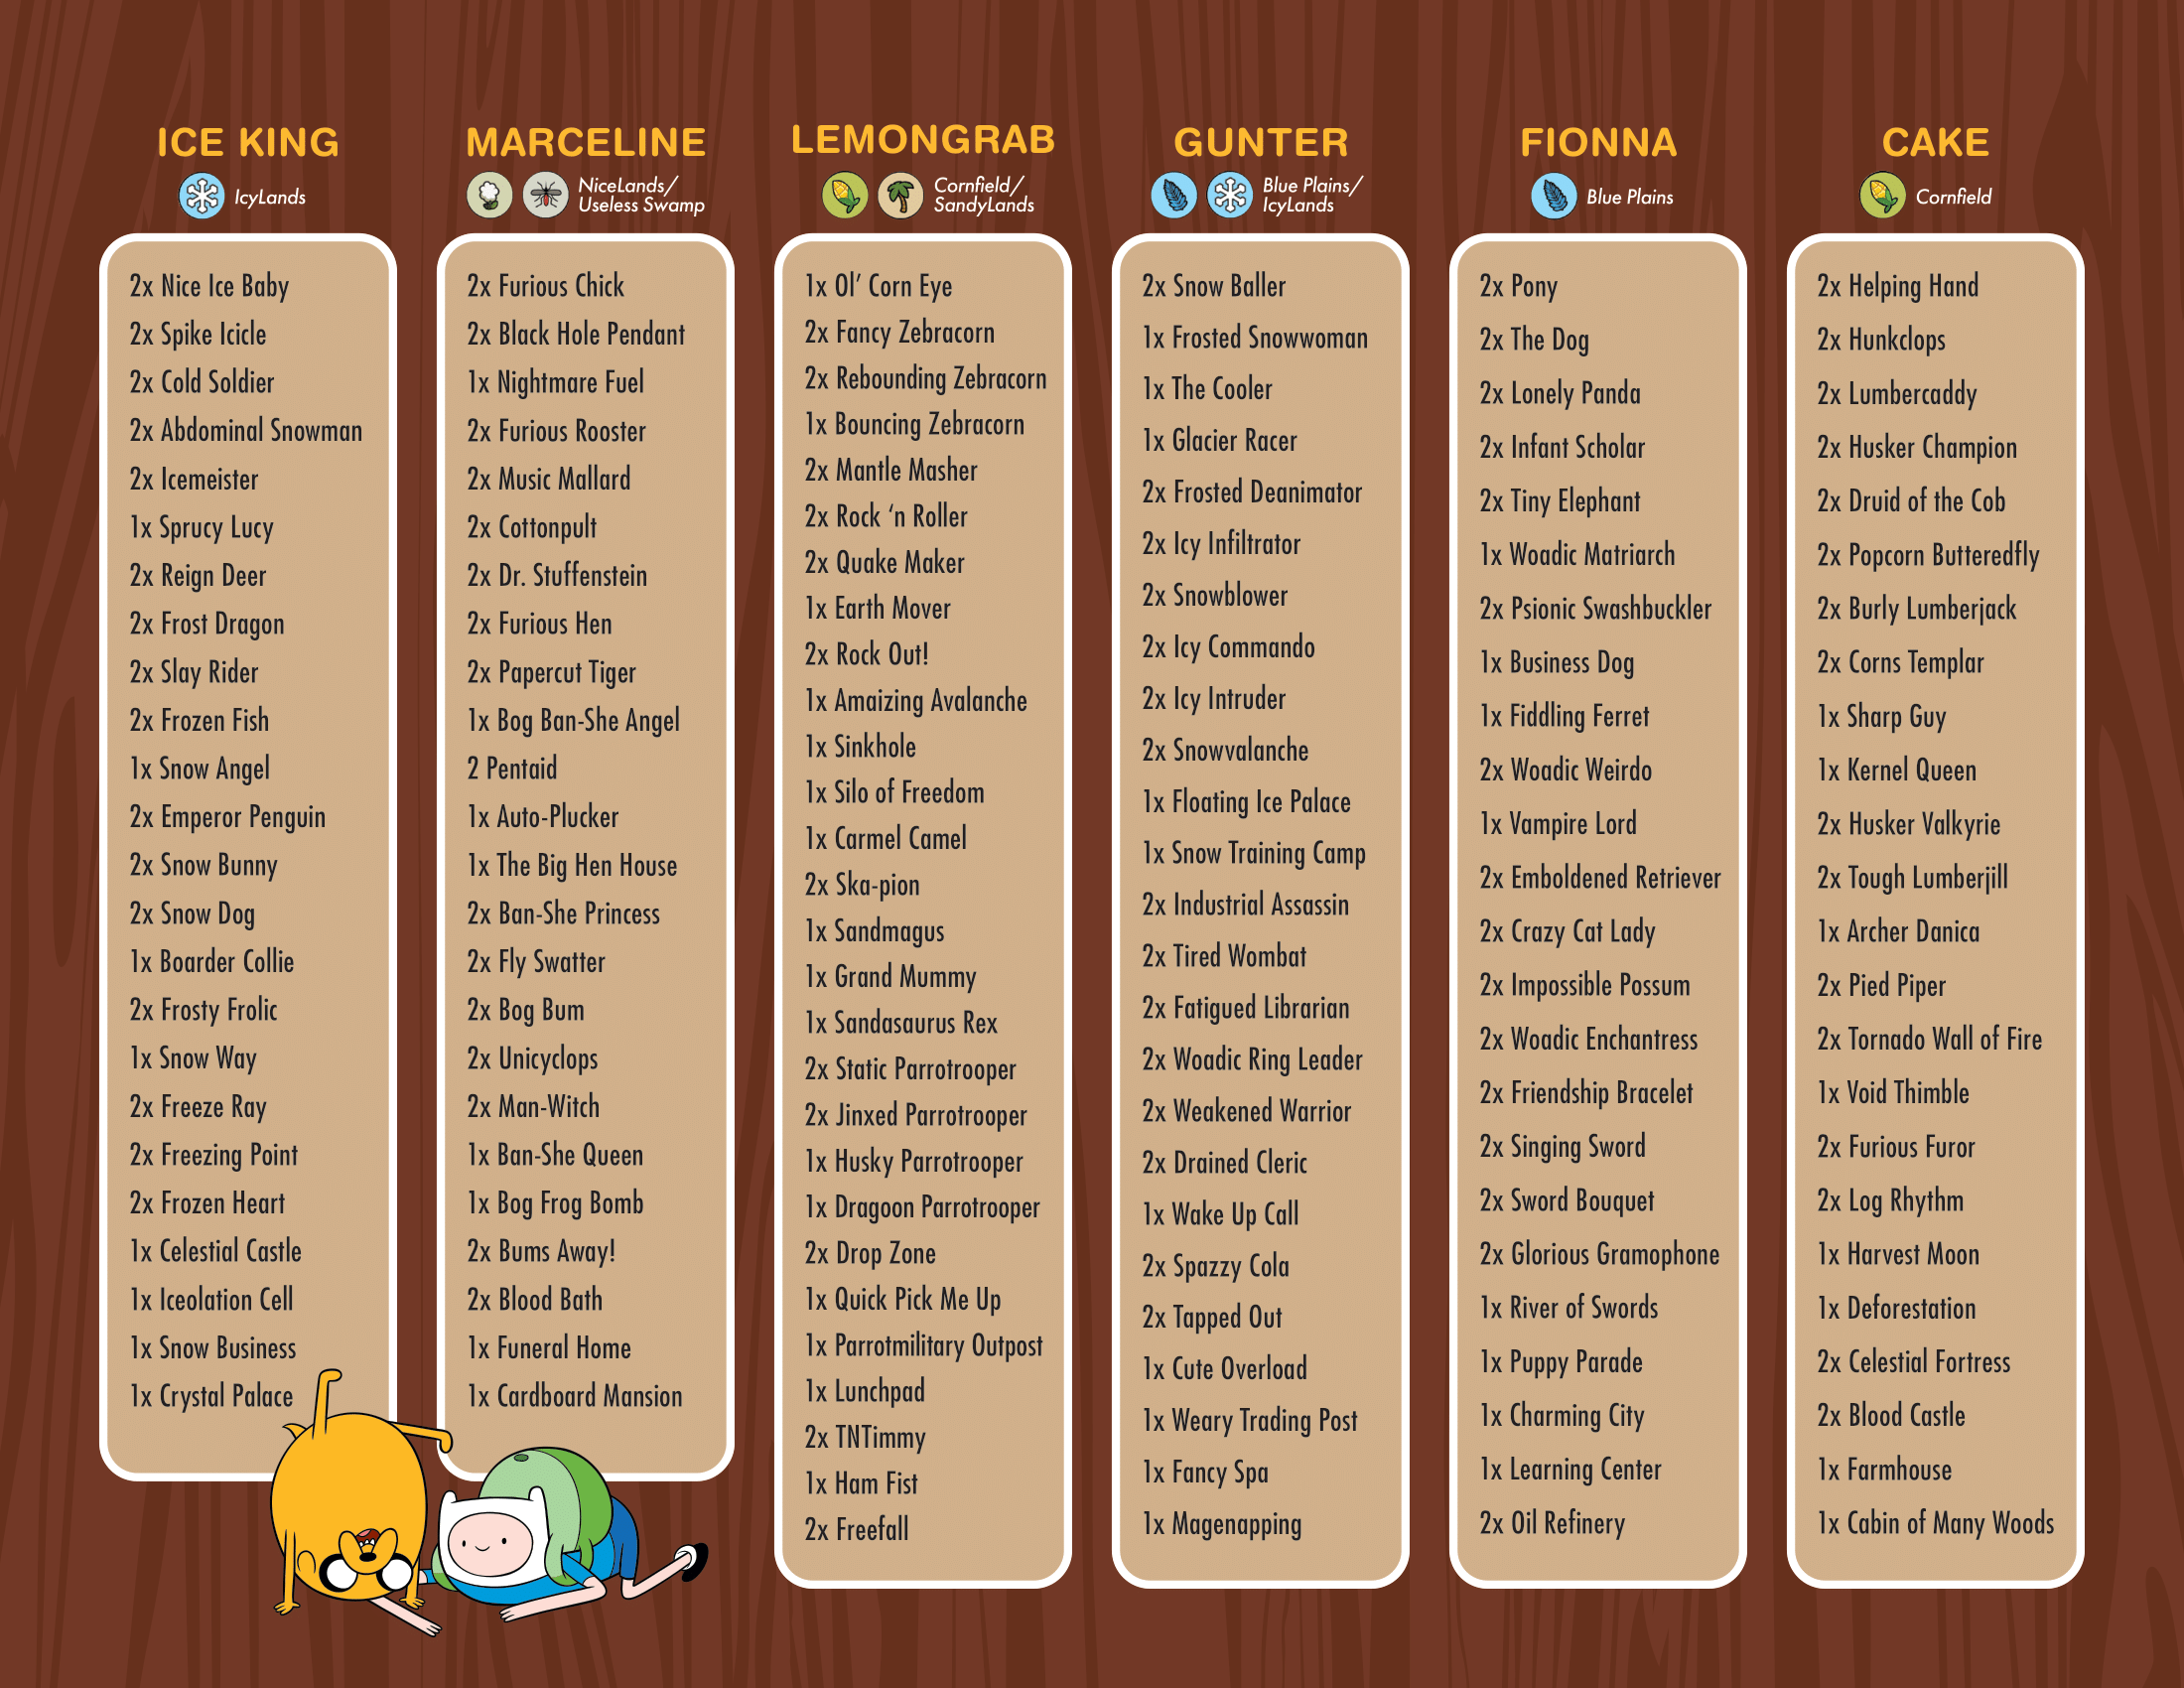 ICE KING
IcyLands
2x Nice Ice Baby
2x Spike Icicle
2x Cold Soldier
2x Abdominal Snowman
2x Icemeister
1x Sprucy Lucy
2x Reign Deer
2x Frost Dragon
2x Slay Rider
2x Frozen Fish
1x Snow Angel
2x Emperor Penguin
2x Snow Bunny
2x Snow Dog
1x Boarder Collie
2x Frosty Frolic
1x Snow Way
2x Freeze Ray
2x Freezing Point
2x Frozen Heart
1x Celestial Castle
1x Iceolation Cell
1x Snow Business
1x Crystal Palace
MARCELINE
NiceLands/
Useless Swamp
2x Furious Chick
2x Black Hole Pendant
1x Nightmare Fuel
2x Furious Rooster
2x Music Mallard
2x Cottonpult
2x Dr. Stuffenstein
2x Furious Hen
2x Papercut Tiger
1x Bog Ban-She Angel
2 Pentaid
1x Auto-Plucker
1x The Big Hen House
2x Ban-She Princess
2x Fly Swatter
2x Bog Bum
2x Unicyclops
2x Man-Witch
1x Ban-She Queen
1x Bog Frog Bomb
2x Bums Away!
2x Blood Bath
1x Funeral Home
1x Cardboard Mansion
LEMONGRAB
Cornfield/
SandyLands
1x Ol’ Corn Eye
2x Fancy Zebracorn
2x Rebounding Zebracorn
1x Bouncing Zebracorn
2x Mantle Masher
2x Rock ‘n Roller
2x Quake Maker
1x Earth Mover
2x Rock Out!
1x Amaizing Avalanche
1x Sinkhole
1x Silo of Freedom
1x Carmel Camel
2x Ska-pion
1x Sandmagus
1x Grand Mummy
1x Sandasaurus Rex
2x Static Parrotrooper
2x Jinxed Parrotrooper
1x Husky Parrotrooper
1x Dragoon Parrotrooper
2x Drop Zone
1x Quick Pick Me Up
1x Parrotmilitary Outpost
1x Lunchpad
2x TNTimmy
1x Ham Fist
2x Freefall
GUNTER
Blue Plains/
IcyLands
2x Snow Baller
1x Frosted Snowwoman
1x The Cooler
1x Glacier Racer
2x Frosted Deanimator
2x Icy Infiltrator
2x Snowblower
2x Icy Commando
2x Icy Intruder
2x Snowvalanche
1x Floating Ice Palace
1x Snow Training Camp
2x Industrial Assassin
2x Tired Wombat
2x Fatigued Librarian
2x Woadic Ring Leader
2x Weakened Warrior
2x Drained Cleric
1x Wake Up Call
2x Spazzy Cola
2x Tapped Out
1x Cute Overload
1x Weary Trading Post
1x Fancy Spa
1x Magenapping
FIONNA
Blue Plains
2x Pony
2x The Dog
2x Lonely Panda
2x Infant Scholar
2x Tiny Elephant
1x Woadic Matriarch
2x Psionic Swashbuckler
1x Business Dog
1x Fiddling Ferret
2x Woadic Weirdo
1x Vampire Lord
2x Emboldened Retriever
2x Crazy Cat Lady
2x Impossible Possum
2x Woadic Enchantress
2x Friendship Bracelet
2x Singing Sword
2x Sword Bouquet
2x Glorious Gramophone
1x River of Swords
1x Puppy Parade
1x Charming City
1x Learning Center
2x Oil Refinery
CAKE
Cornfield
2x Helping Hand
2x Hunkclops
2x Lumbercaddy
2x Husker Champion
2x Druid of the Cob
2x Popcorn Butteredfly
2x Burly Lumberjack
2x Corns Templar
1x Sharp Guy
1x Kernel Queen
2x Husker Valkyrie
2x Tough Lumberjill
1x Archer Danica
2x Pied Piper
2x Tornado Wall of Fire
1x Void Thimble
2x Furious Furor
2x Log Rhythm
1x Harvest Moon
1x Deforestation
2x Celestial Fortress
2x Blood Castle
1x Farmhouse
1x Cabin of Many Woods